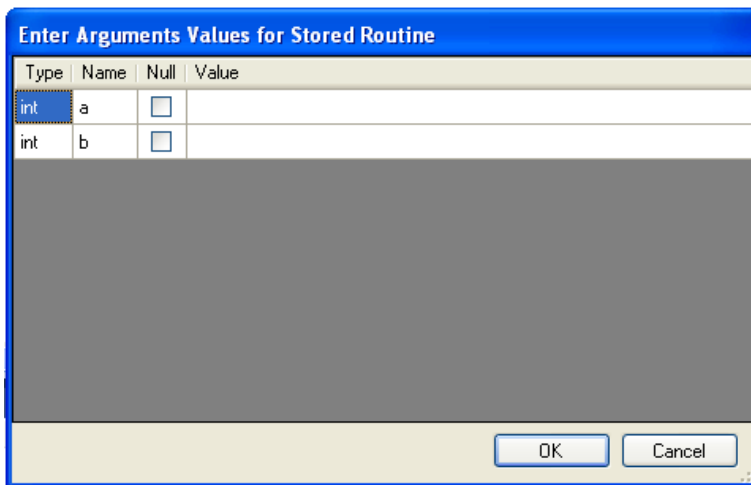 Enter Arguments Values for Stored Routine
Type Name Null Value
int a
int b
OK Cancel